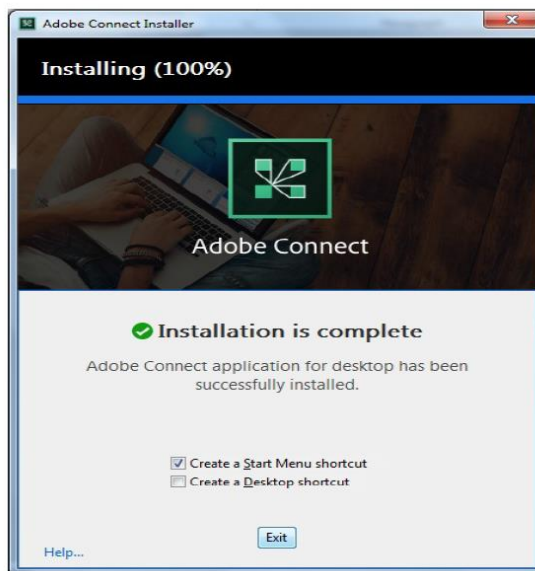 Adobe Connect Installer
Installing (100%)
Adobe Connect
Installation is complete
Adobe Connect application for desktop has been
successfully installed.
Create a Start Menu shortcut
Create a Desktop shortcut
Exit
Help...